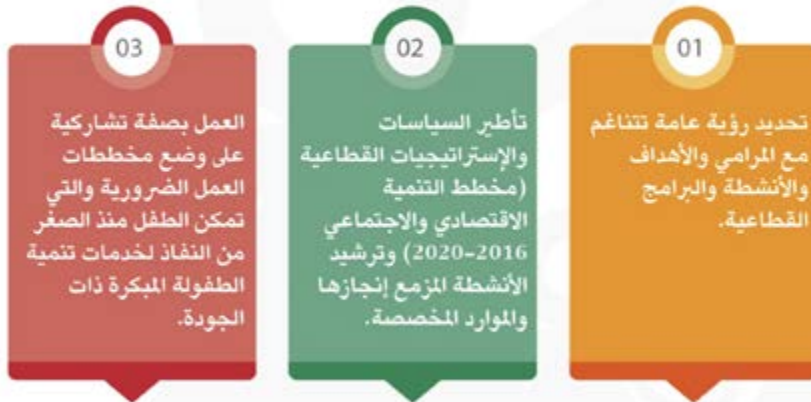 01
تحديد رؤية عامة تتناغم
مع المرامي والأهداف
والأنشطة والبرامج
القطاعية.
02
تأطير السياسات
والإستراتيجيات القطاعية
(مخطط التنمية
الاقتصادي والاجتماعي
2016-2020) وترشيد
الأنشطة المزمع إنجازها
والموارد المخصصة.
03
العمل بصفة تشاركية
على وضع مخططات
العمل الضرورية والتي
تمكن الطفل منذ الصغر
من النفاذ لخدمات تنمية
الطفولة المبكرة ذات
الجودة.